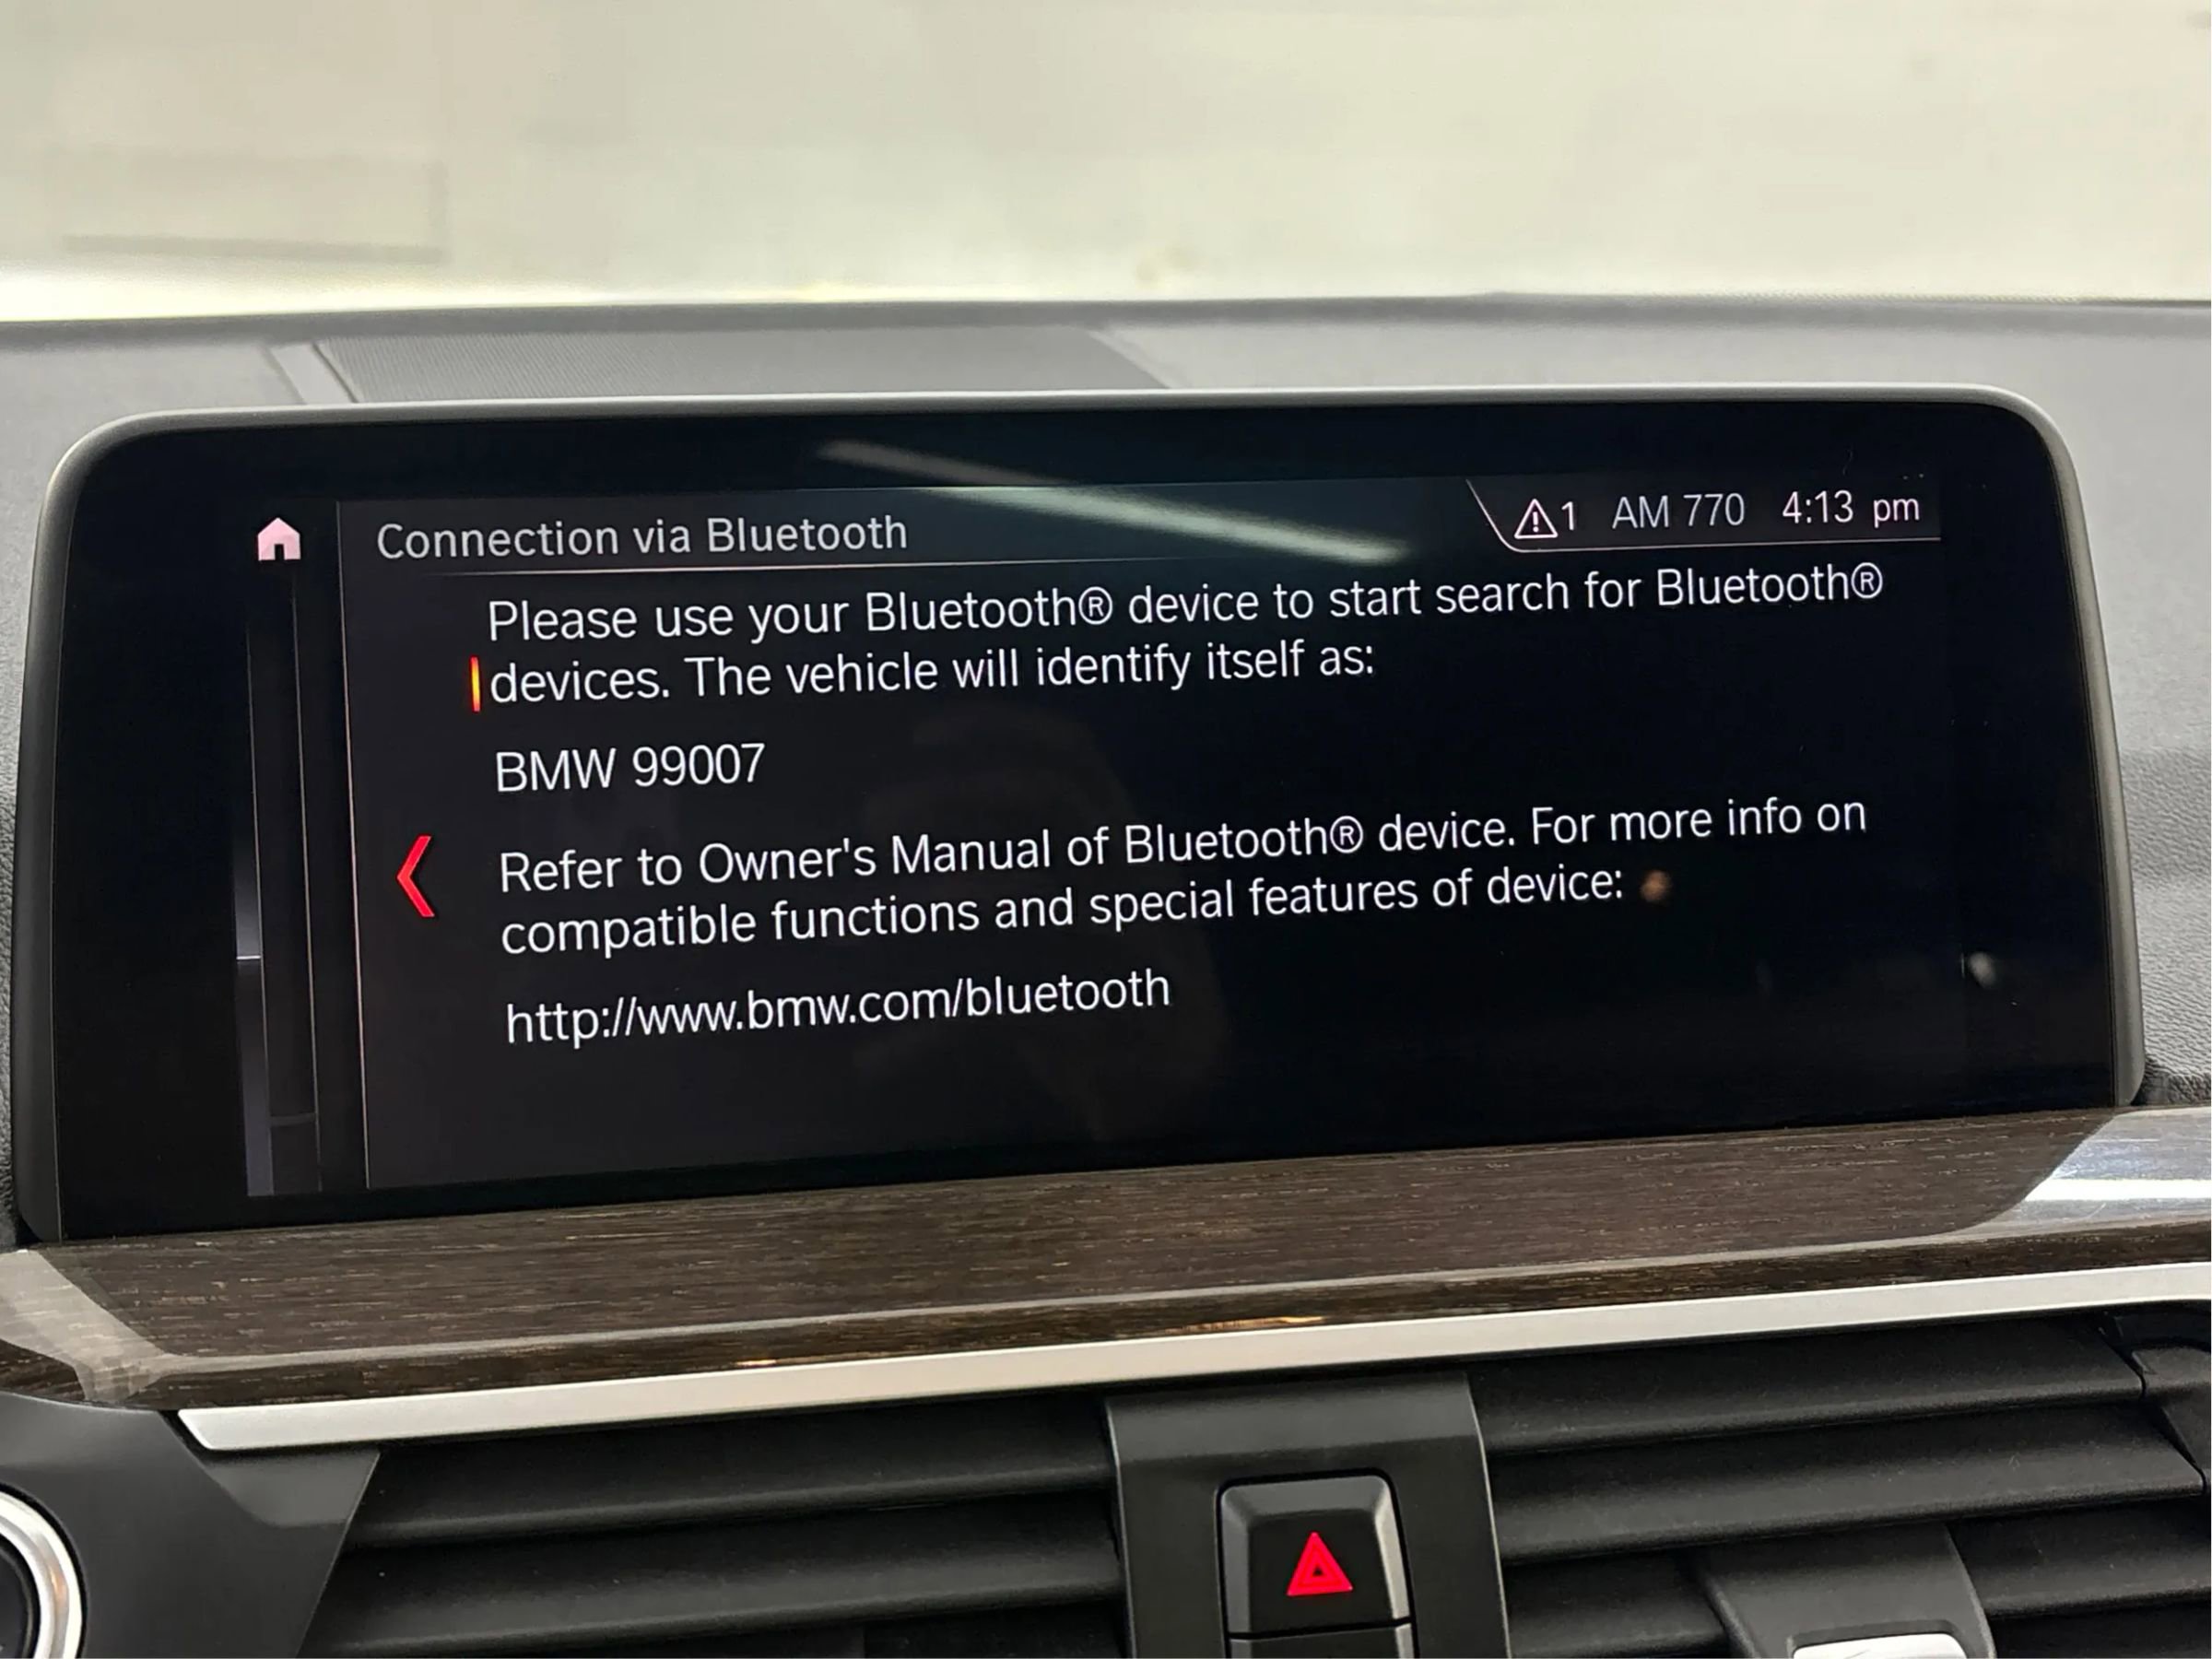 Connection via Bluetooth
1 AM 770 4:13 pm
Please use your Bluetooth® device to start search for Bluetooth®
devices. The vehicle will identify itself as:
BMW 99007
Refer to Owner's Manual of Bluetooth® device. For more info on
compatible functions and special features of device:
http://www.bmw.com/bluetooth